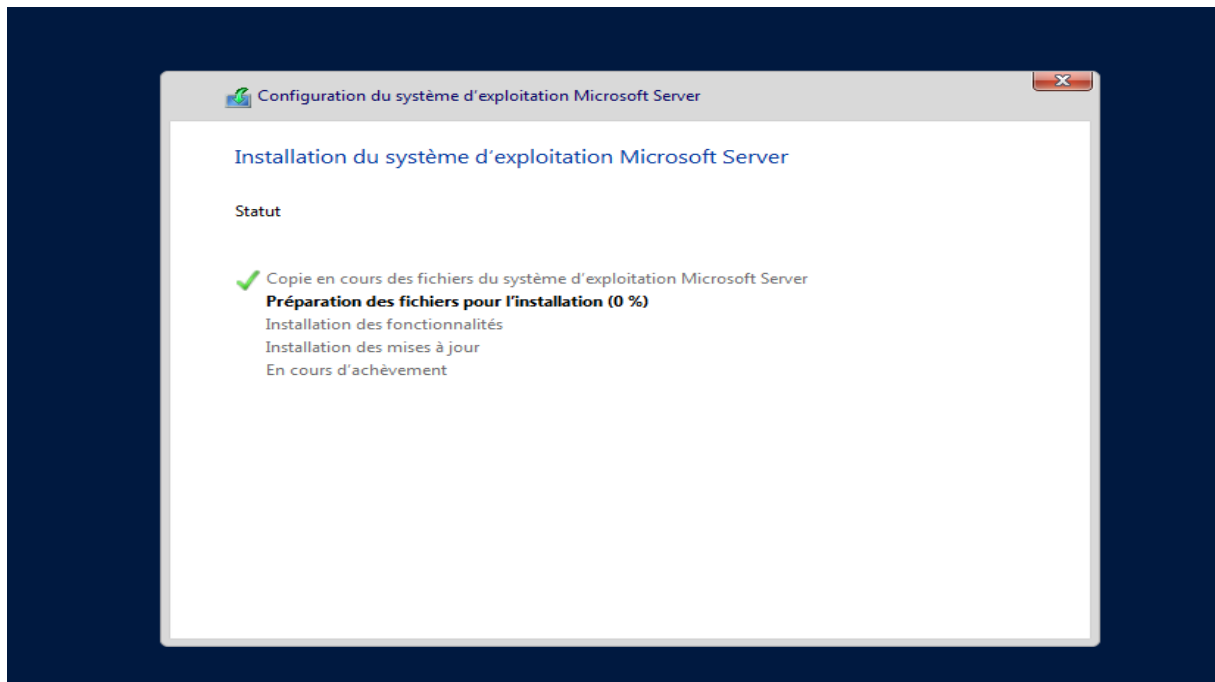 Configuration du système d'exploitation Microsoft Server
Installation du système d'exploitation Microsoft Server
Statut
Copie en cours des fichiers du système d'exploitation Microsoft Server
Préparation des fichiers pour l'installation (0 %)
Installation des fonctionnalités
Installation des mises à jour
En cours d'achèvement